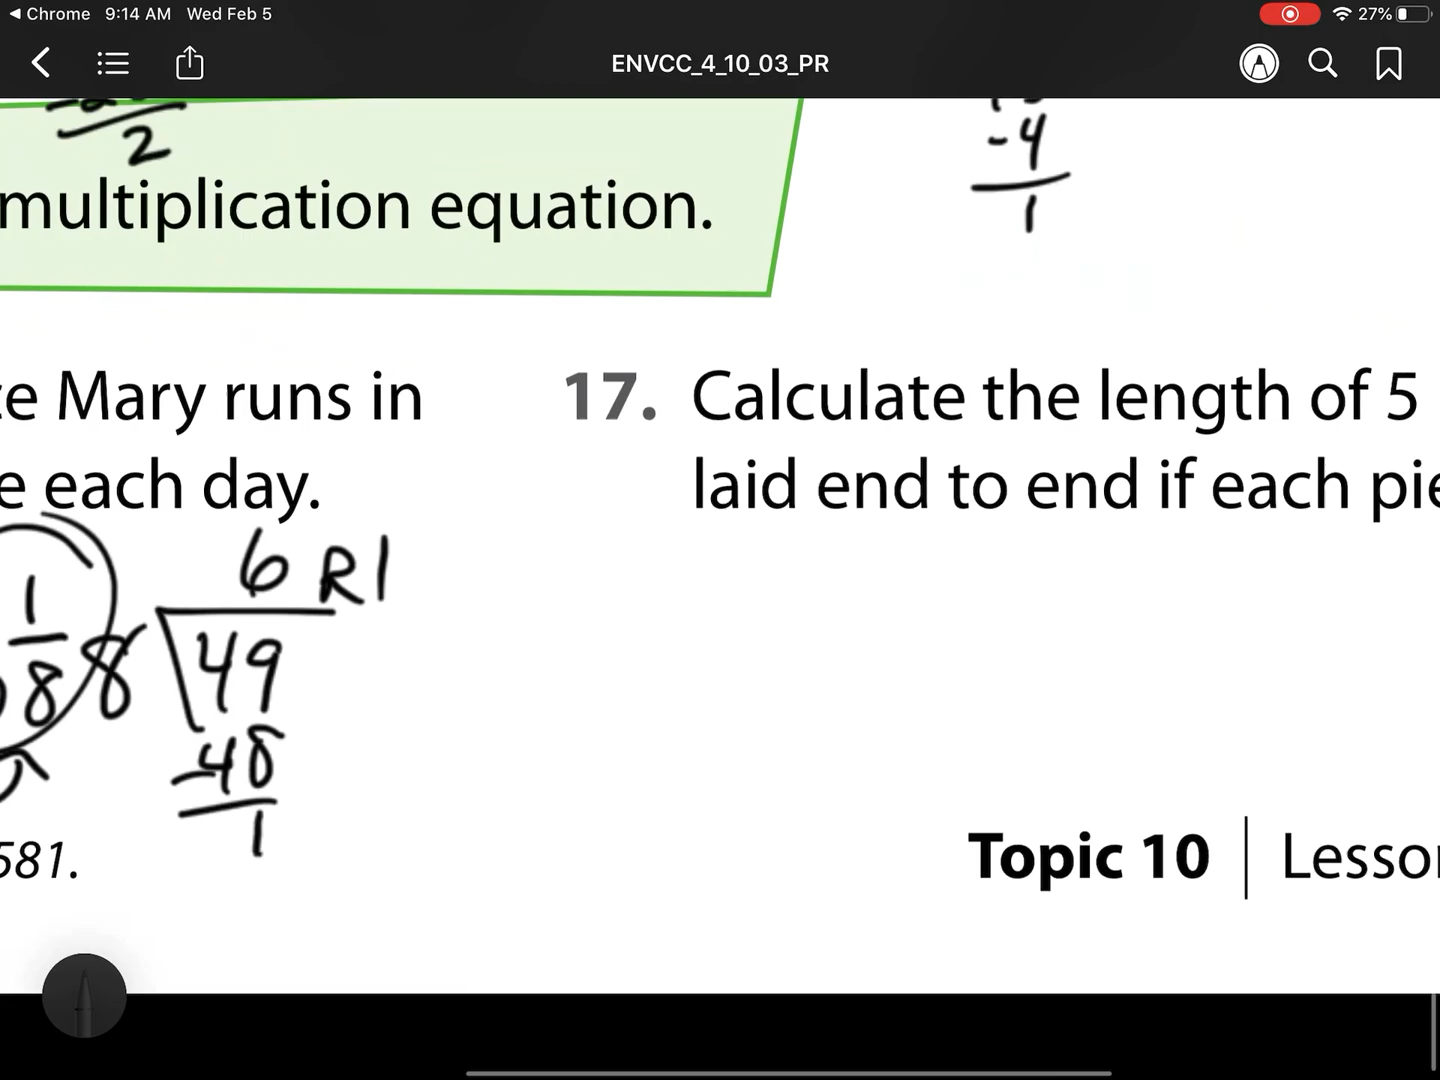 Chrome 9:14 AM Wed Feb 5
27%
ENVCC_4_10_03_PR
2
-4
1
multiplication equation.
Mary runs in
each day.
17. Calculate the length of 5
laid end to end if each
6 R1
1
8
8 49
-48
1
581.
Topic 10 | Lesson